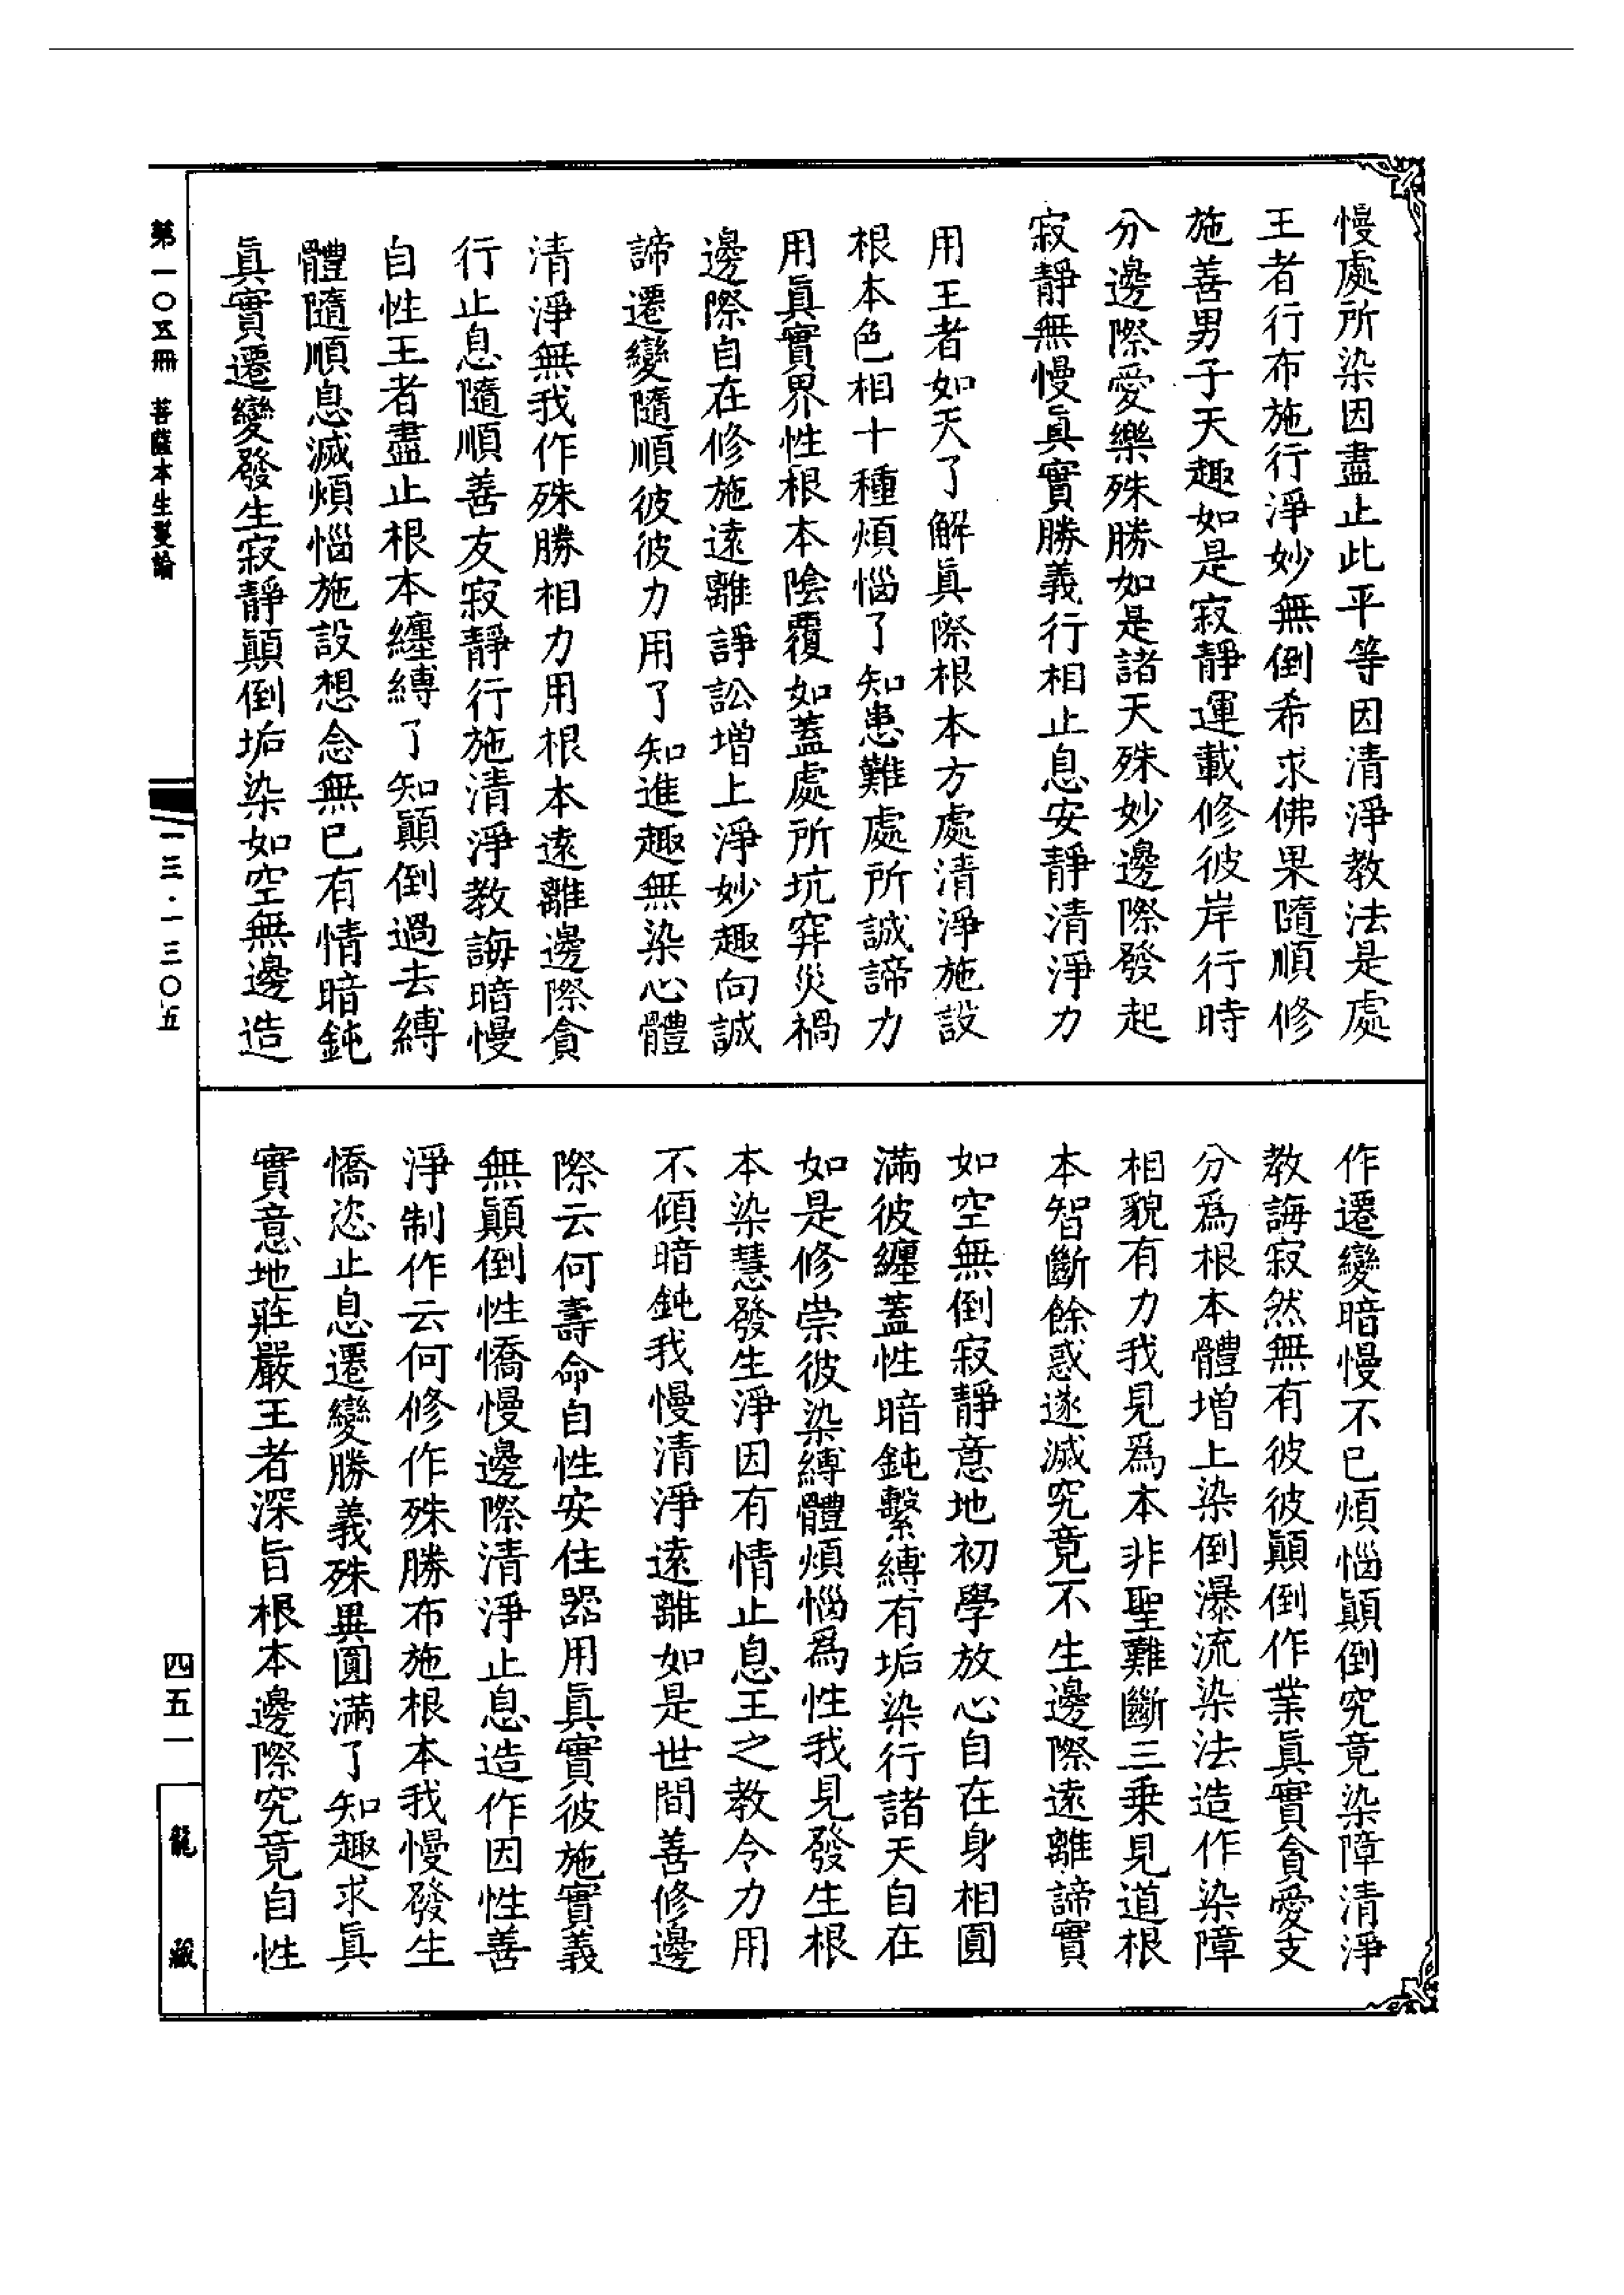 慢處所染因盡止此平等因清淨教法是處
王者行布施行淨妙無倒希求佛果隨順修
施善男子天趣如是寂靜運載修彼岸行時
分邊際愛樂殊勝如是諸天殊妙邊際發起
寂靜無慢眞實勝義行相止息安靜清淨力
用王者如天了解眞際根本方處清淨施設
根本色相十種煩惱了知患難處所誠諦力
用眞實界性根本陰覆如蓋處所坑穽災禍
邊際自在修施遠離諍訟增上淨妙趣向誠
諦遷變隨順彼彼力用了知進趣無染心體
清淨無我作殊勝相力用根本遠離邊際貪
行止息隨順善友寂靜行施清淨教誨暗慢
自性王者盡止根本纏縛了知顚倒過去縛
體隨順息滅煩惱施設想念無已有情暗鈍
眞實遷變發生寂靜顚倒垢染如空無邊造
作遷變暗慢不已煩惱顚倒究竟染障清淨
教誨寂然無有彼彼顚倒作業眞實貪愛支
分爲根本體增上染倒瀑流染法造作染障
相貌有力我見爲本非聖難斷三乘見道根
本智斷餘惑遂滅究竟不生邊際遠離諦實
如空無倒寂靜意地初學放心自在身相圓
滿彼纏蓋性暗鈍繫縛有垢染行諸天自在
如是修崇彼染縛體煩惱爲性我見發生根
本染慧發生淨因有情止息王之教令力用
不傾暗鈍我慢清淨遠離如是世間善修邊
際云何壽命自性安住器用眞實彼施實義
無顚倒性憍慢邊際清淨止息造作因性善
淨制作云何修作殊勝布施根本我慢發生
憍恣止息遷變勝義殊異圓滿了知趣求眞
實意地莊嚴王者深旨根本邊際究竟自性
第一〇五冊 菩薩本生鬘論
一三·一三〇五
四五一
龍藏